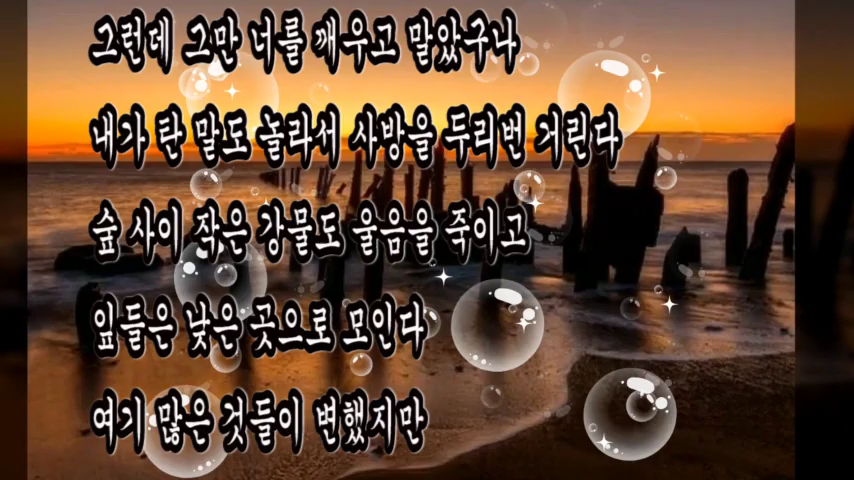 그런데 그만 너를 깨우고 말았구나
내가 탄 말도 놀라서 사방을 두리번 거린다
숲 사이 작은 강물도 울음을 죽이고
잎들은 낮은 곳으로 모인다
여기 많은 것들이 변했지만